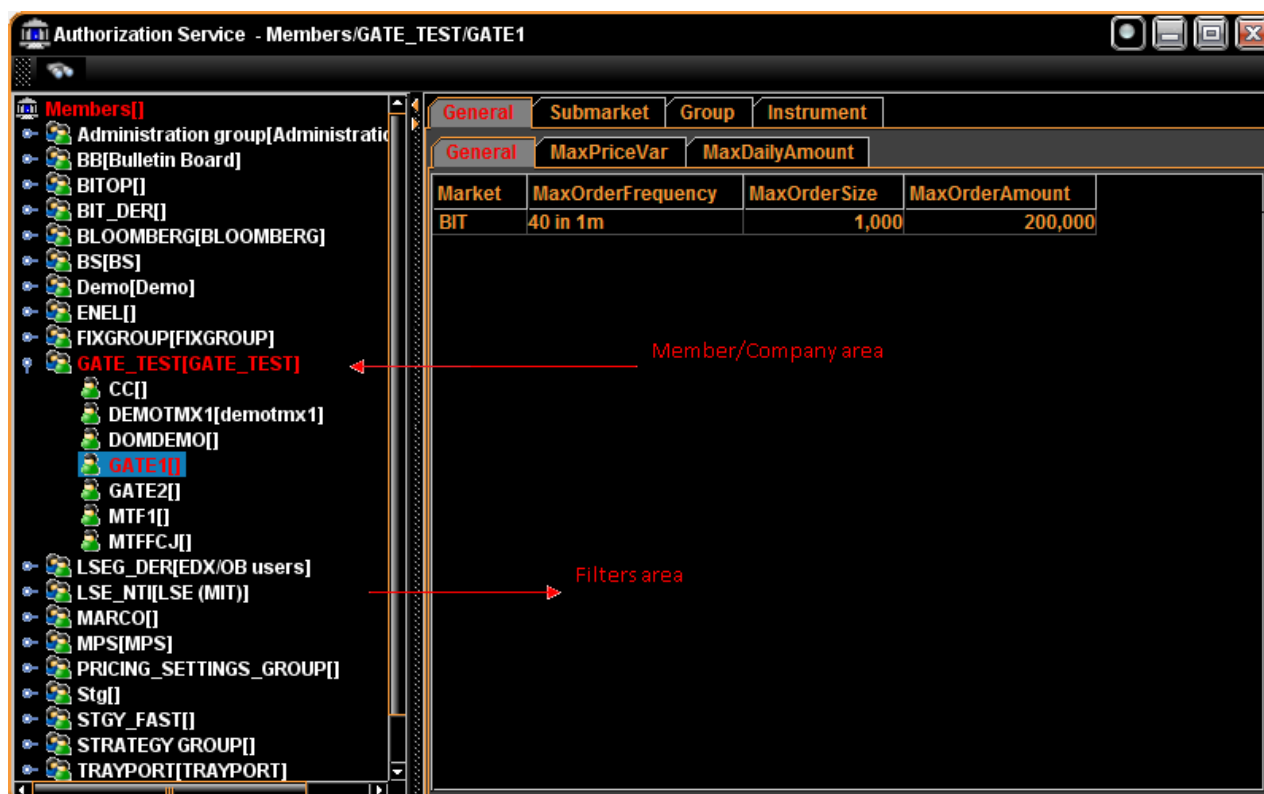 Authorization Service - Members/GATE_TEST/GATE1
Members[]
Administration group[Administratic
BB[Bulletin Board]
BITOP[]
BIT_DER[]
BLOOMBERG[BLOOMBERG]
BS[BS]
Demo[Demo]
ENEL[]
FIXGROUP[FIXGROUP]
GATE_TEST[GATE_TEST]
CC[]
DEMOTMX1[demotmx1]
DOMDEMO[]
GATE1[]
GATE2[]
MTF1[]
MTFFCJ[]
LSEG_DER[EDX/OB users]
LSE_NTI[LSE (MIT)]
MARCO[]
MPS[MPS]
PRICING_SETTINGS_GROUP[]
Stg[]
STGY_FAST[]
STRATEGY GROUP[]
TRAYPORT[TRAYPORT]
General Submarket Group Instrument
General MaxPriceVar MaxDailyAmount
Market MaxOrderFrequency MaxOrderSize MaxOrderAmount
BIT 40 in 1m 1,000 200,000
Member/Company area
Filters area